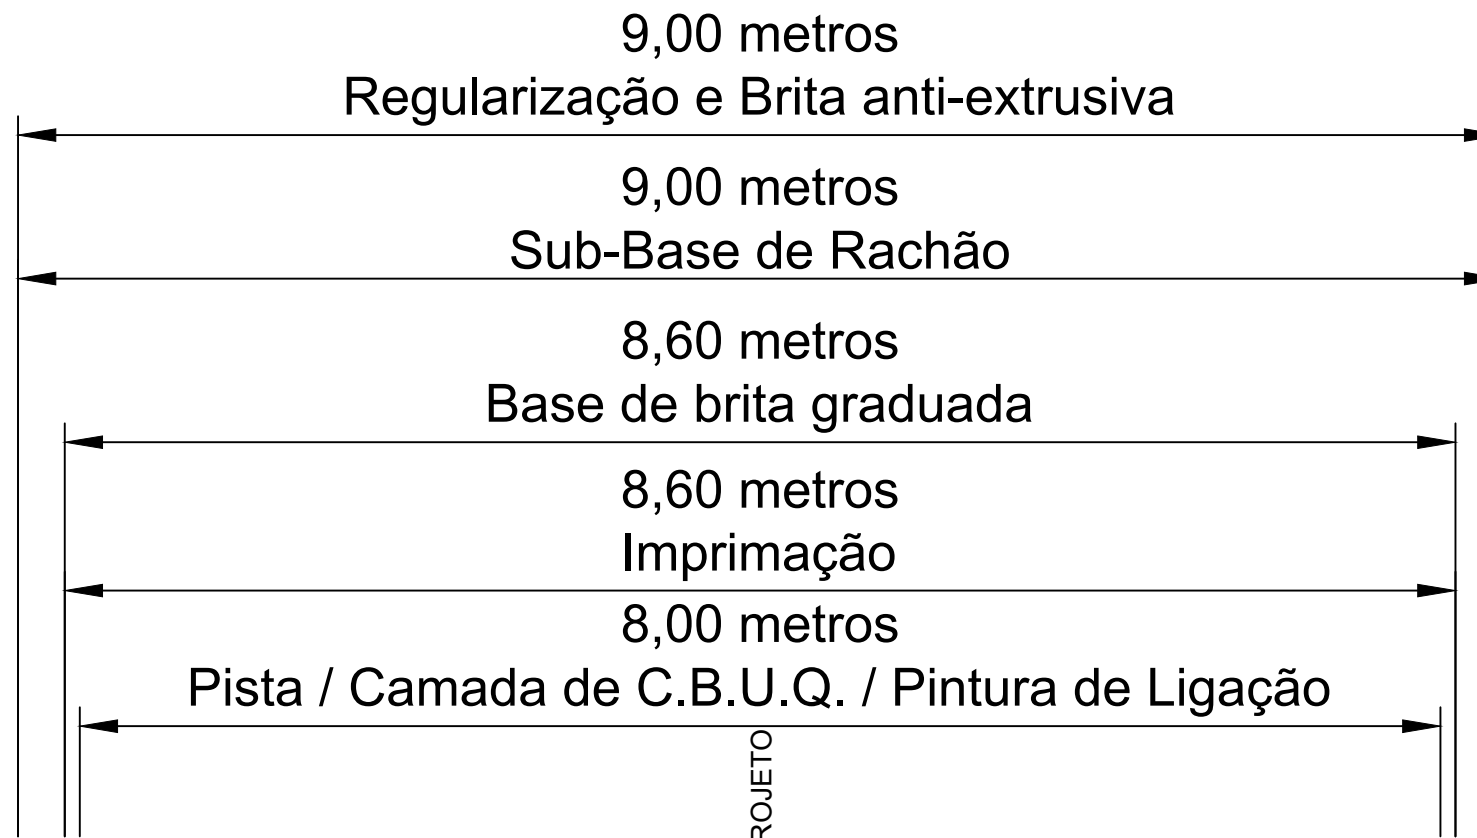 9,00 metros
Regularização e Brita anti-extrusiva
9,00 metros
Sub-Base de Rachão
8,60 metros
Base de brita graduada
8,60 metros
Imprimação
8,00 metros
Pista / Camada de C.B.U.Q. / Pintura de Ligação
ROJETO